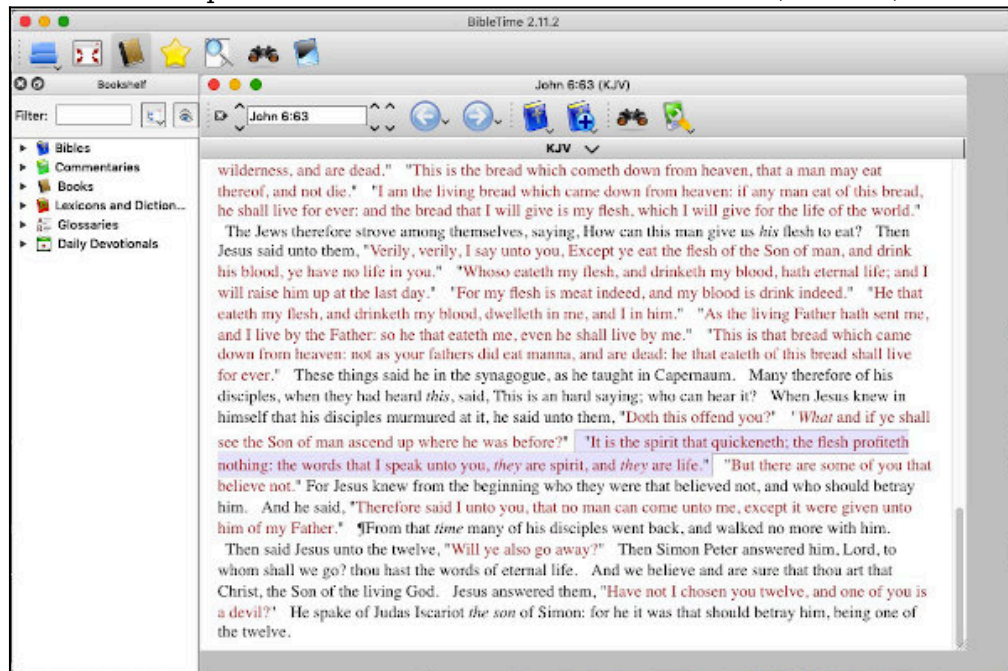 BibleTime 2.11.2
Bookshelf
Filter:
Bibles
Commentaries
Books
Lexicons and Diction...
Glossaries
Daily Devotionals
John 6:63 (KJV)
John 6:63
KJV
wilderness, and are dead." "This is the bread which cometh down from heaven, that a man may eat
thereof, and not die." "I am the living bread which came down from heaven: if any man eat of this bread,
he shall live for ever: and the bread that I will give is my flesh, which I will give for the life of the world."
The Jews therefore strove among themselves, saying, How can this man give us his flesh to eat? Then
Jesus said unto them, "Verily, verily, I say unto you, Except ye eat the flesh of the Son of man, and drink
his blood, ye have no life in you." "Whoso eateth my flesh, and drinketh my blood, hath eternal life; and I
will raise him up at the last day." "For my flesh is meat indeed, and my blood is drink indeed." "He that
eateth my flesh, and drinketh my blood, dwelleth in me, and I in him." "As the living Father hath sent me,
and I live by the Father: so he that eateth me, even he shall live by me." "This is that bread which came
down from heaven: not as your fathers did eat manna, and are dead: he that eateth of this bread shall live
for ever." These things said he in the synagogue, as he taught in Capernaum. Many therefore of his
disciples, when they had heard this, said, This is an hard saying; who can hear it? When Jesus knew in
himself that his disciples murmured at it, he said unto them, "Doth this offend you?" "What and if ye shall
see the Son of man ascend up where he was before?" "It is the spirit that quickeneth; the flesh profiteth
nothing: the words that I speak unto you, they are spirit, and they are life." "But there are some of you that
believe not." For Jesus knew from the beginning who they were that believed not, and who should betray
him. And he said, "Therefore said I unto you, that no man can come unto me, except it were given unto
him of my Father." ¶From that time many of his disciples went back, and walked no more with him.
Then said Jesus unto the twelve, "Will ye also go away?" Then Simon Peter answered him, Lord, to
whom shall we go? thou hast the words of eternal life. And we believe and are sure that thou art that
Christ, the Son of the living God. Jesus answered them, "Have not I chosen you twelve, and one of you is
a devil?" He spake of Judas Iscariot the son of Simon: for he it was that should betray him, being one of
the twelve.